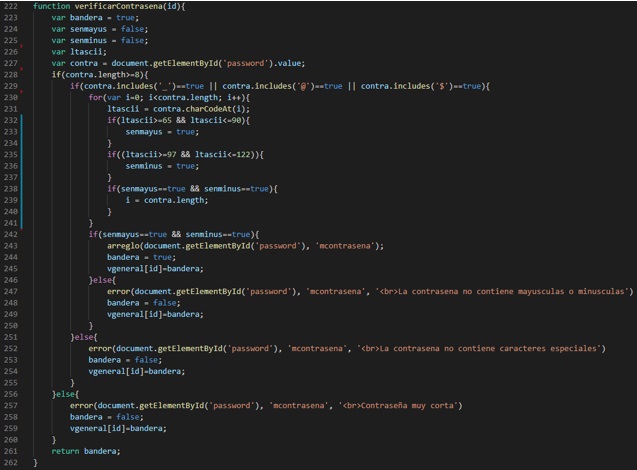 222 function verificarContrasena(id){
223 var bandera = true;
224 var senmayus = false;
225 var senminus = false;
226 var ltascii;
227 var contra = document.getElementById('password').value;
228 if(contra.length>=8){
229 if(contra.includes('_')==true || contra.includes('@')==true || contra.includes('$')==true){
230 for(var i=0; i<contra.length; i++){
231 ltascii = contra.charCodeAt(i);
232 if(ltascii>=65 && ltascii<=90){
233 senmayus = true;
234 }
235 if((ltascii>=97 && ltascii<=122)){
236 senminus = true;
237 }
238 if(senmayus==true && senminus==true){
239 i = contra.length;
240 }
241 }
242 if(senmayus==true && senminus==true){
243 arreglo(document.getElementById('password'), 'mcontrasena');
244 bandera = true;
245 vgeneral[id]=bandera;
246 }else{
247 error(document.getElementById('password'), 'mcontrasena', '<br>La contrasena no contiene mayusculas o minusculas')
248 bandera = false;
249 vgeneral[id]=bandera;
250 }
251 }else{
252 error(document.getElementById('password'), 'mcontrasena', '<br>La contrasena no contiene caracteres especiales')
253 bandera = false;
254 vgeneral[id]=bandera;
255 }
256 }else{
257 error(document.getElementById('password'), 'mcontrasena', '<br>Contraseña muy corta')
258 bandera = false;
259 vgeneral[id]=bandera;
260 }
261 return bandera;
262 }